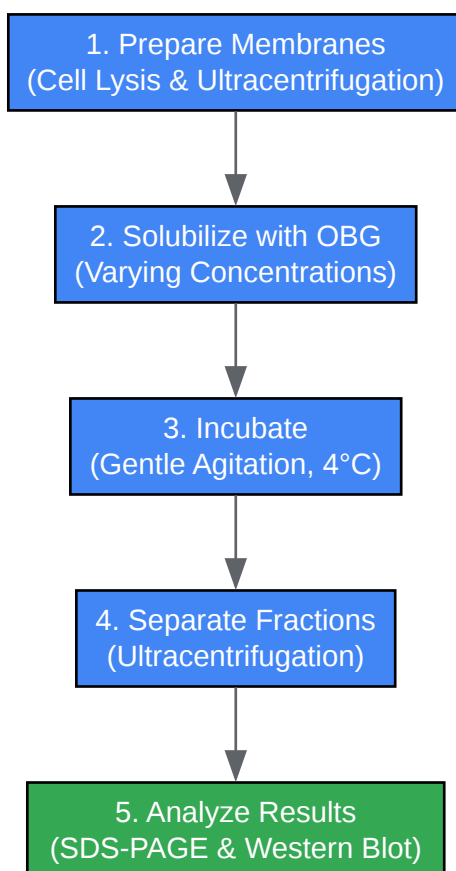 1. Prepare Membranes
(Cell Lysis & Ultracentrifugation)
2. Solubilize with OBG
(Varying Concentrations)
3. Incubate
(Gentle Agitation, 4°C)
4. Separate Fractions
(Ultracentrifugation)
5. Analyze Results
(SDS-PAGE & Western Blot)